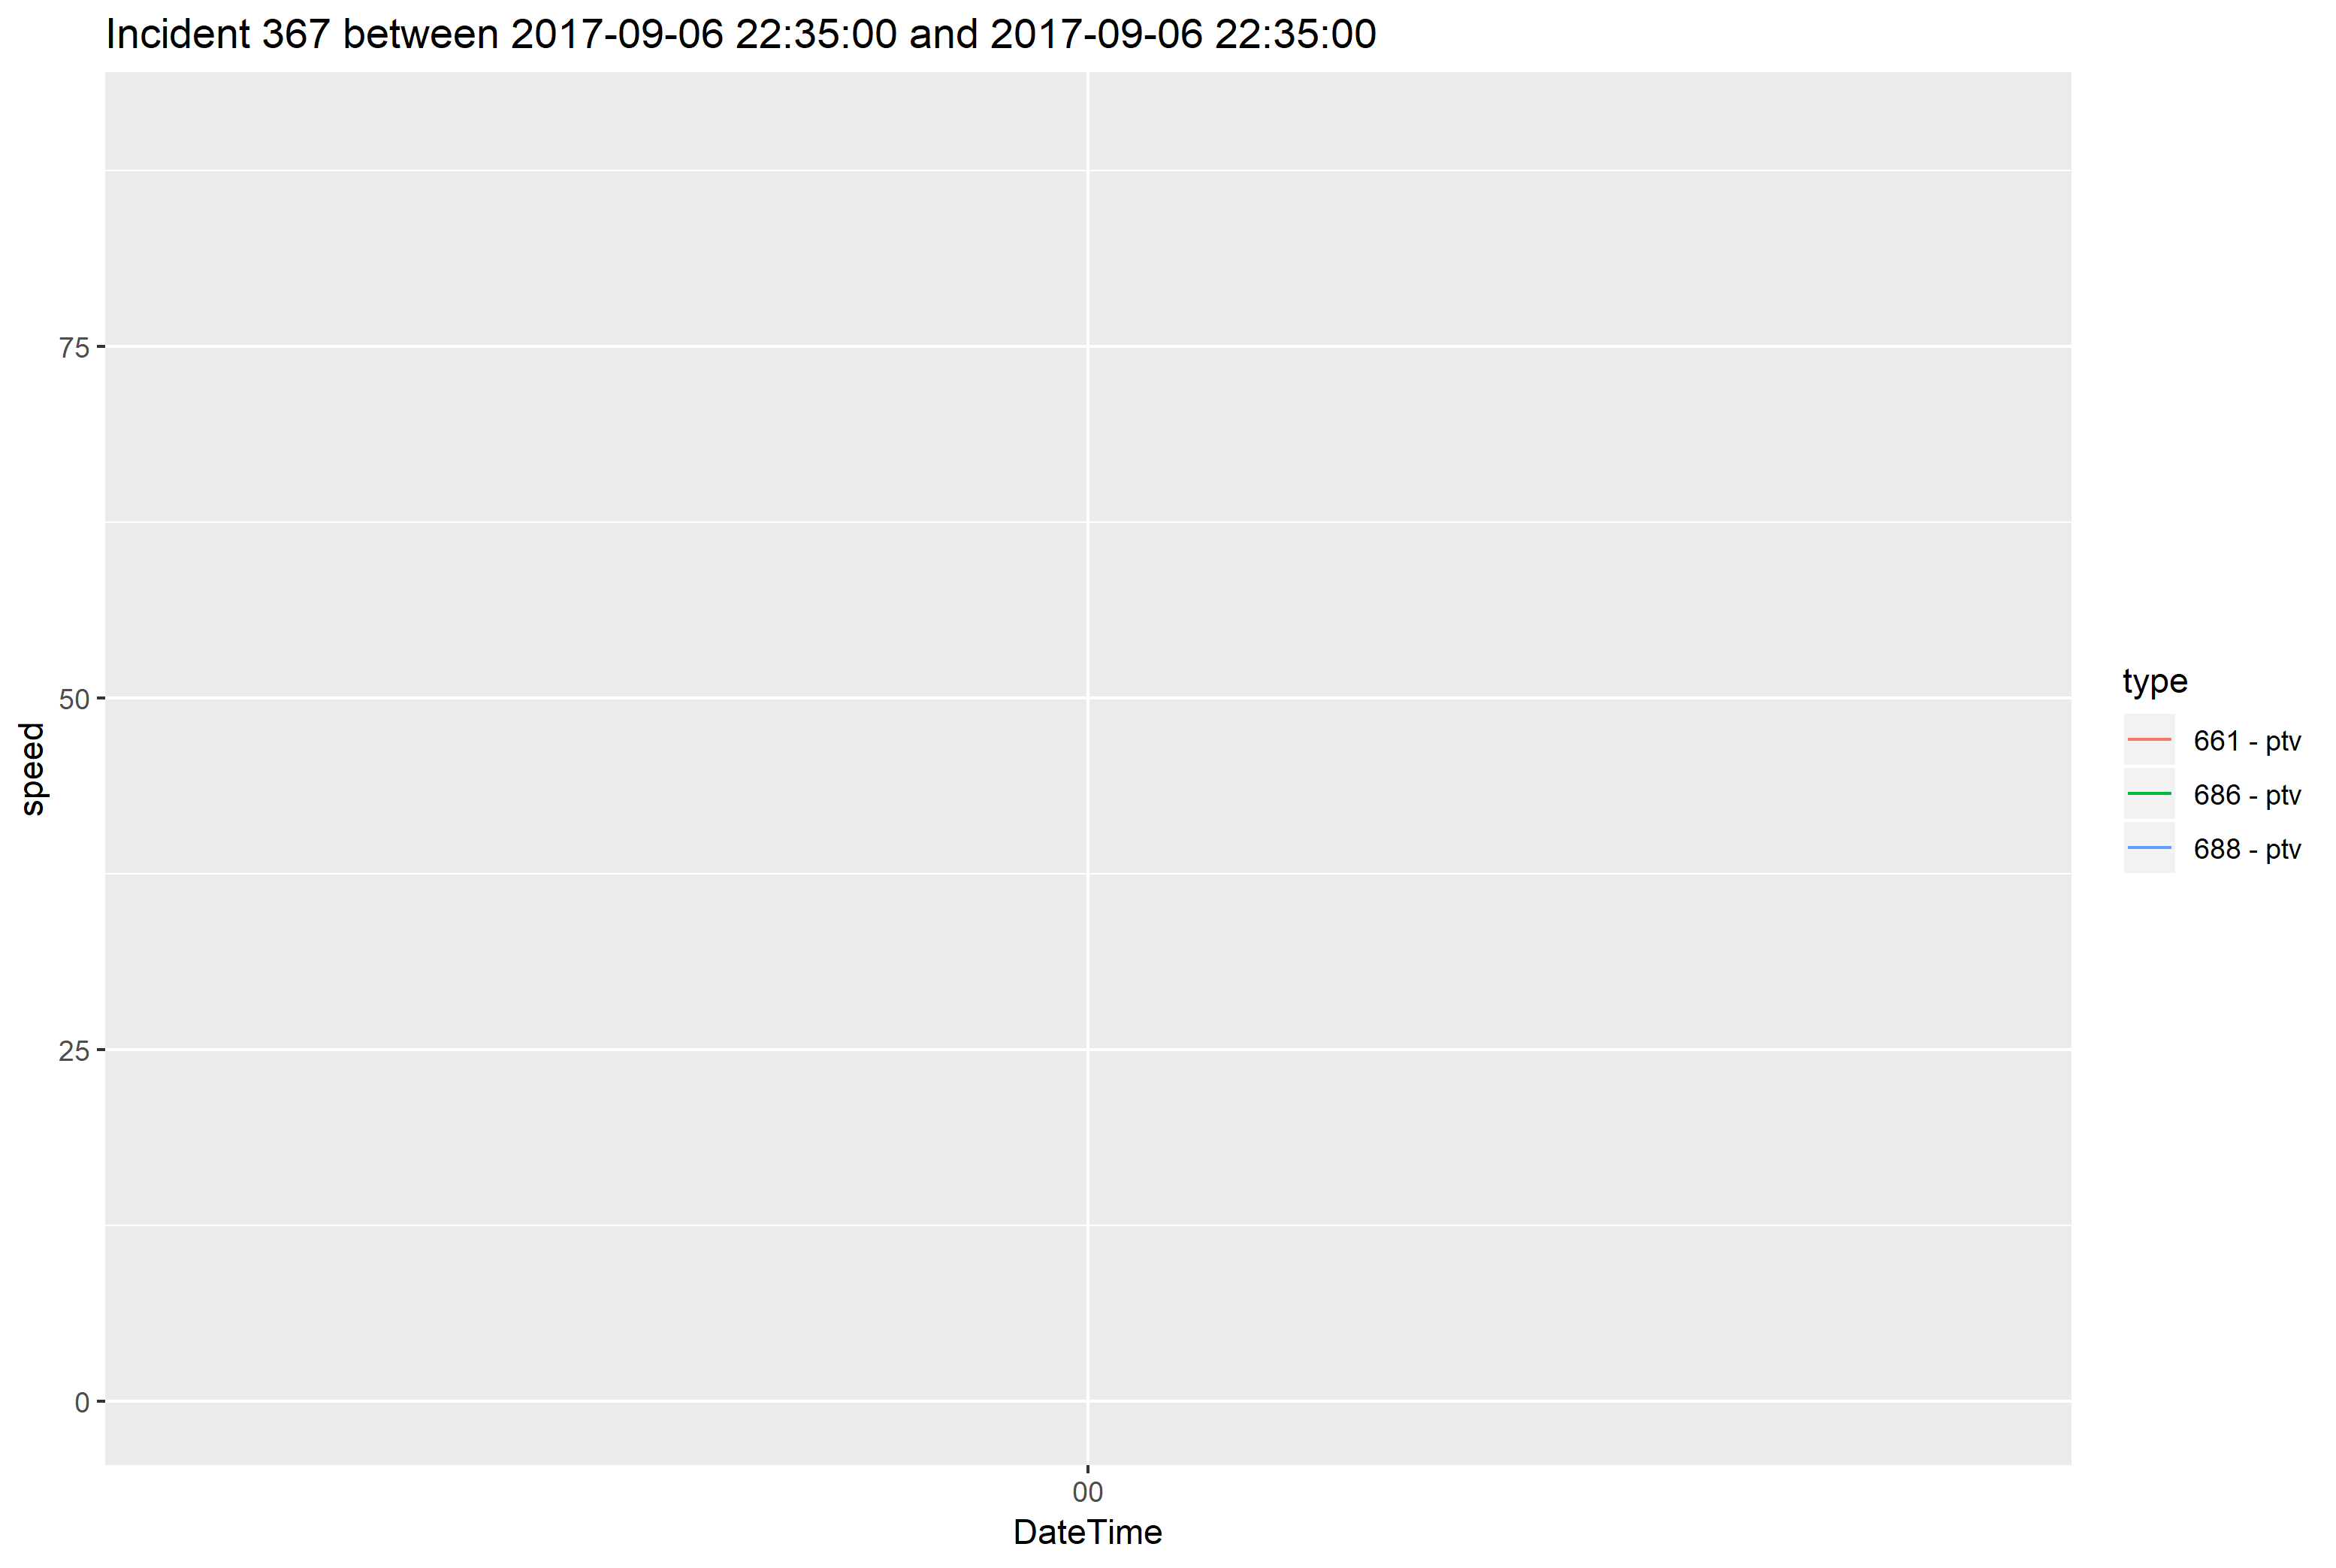 Incident 367 between 2017-09-06 22:35:00 and 2017-09-06 22:35:00
75
50
25
0
speed
00
DateTime
type
661 - ptv
686 - ptv
688 - ptv